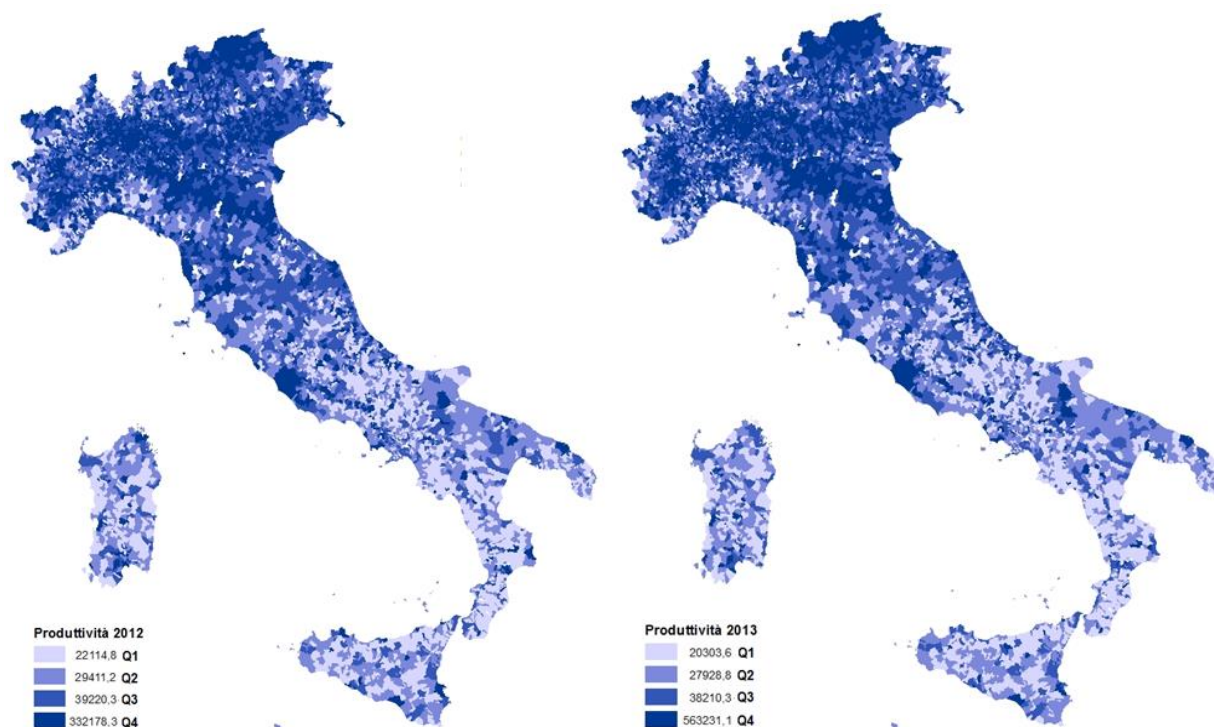 Produttività 2012
22114,8 Q1
29411,2 Q2
39220,3 Q3
332178,3 Q4
Produttività 2013
20303,6 Q1
27928,8 Q2
38210,3 Q3
563231,1 Q4